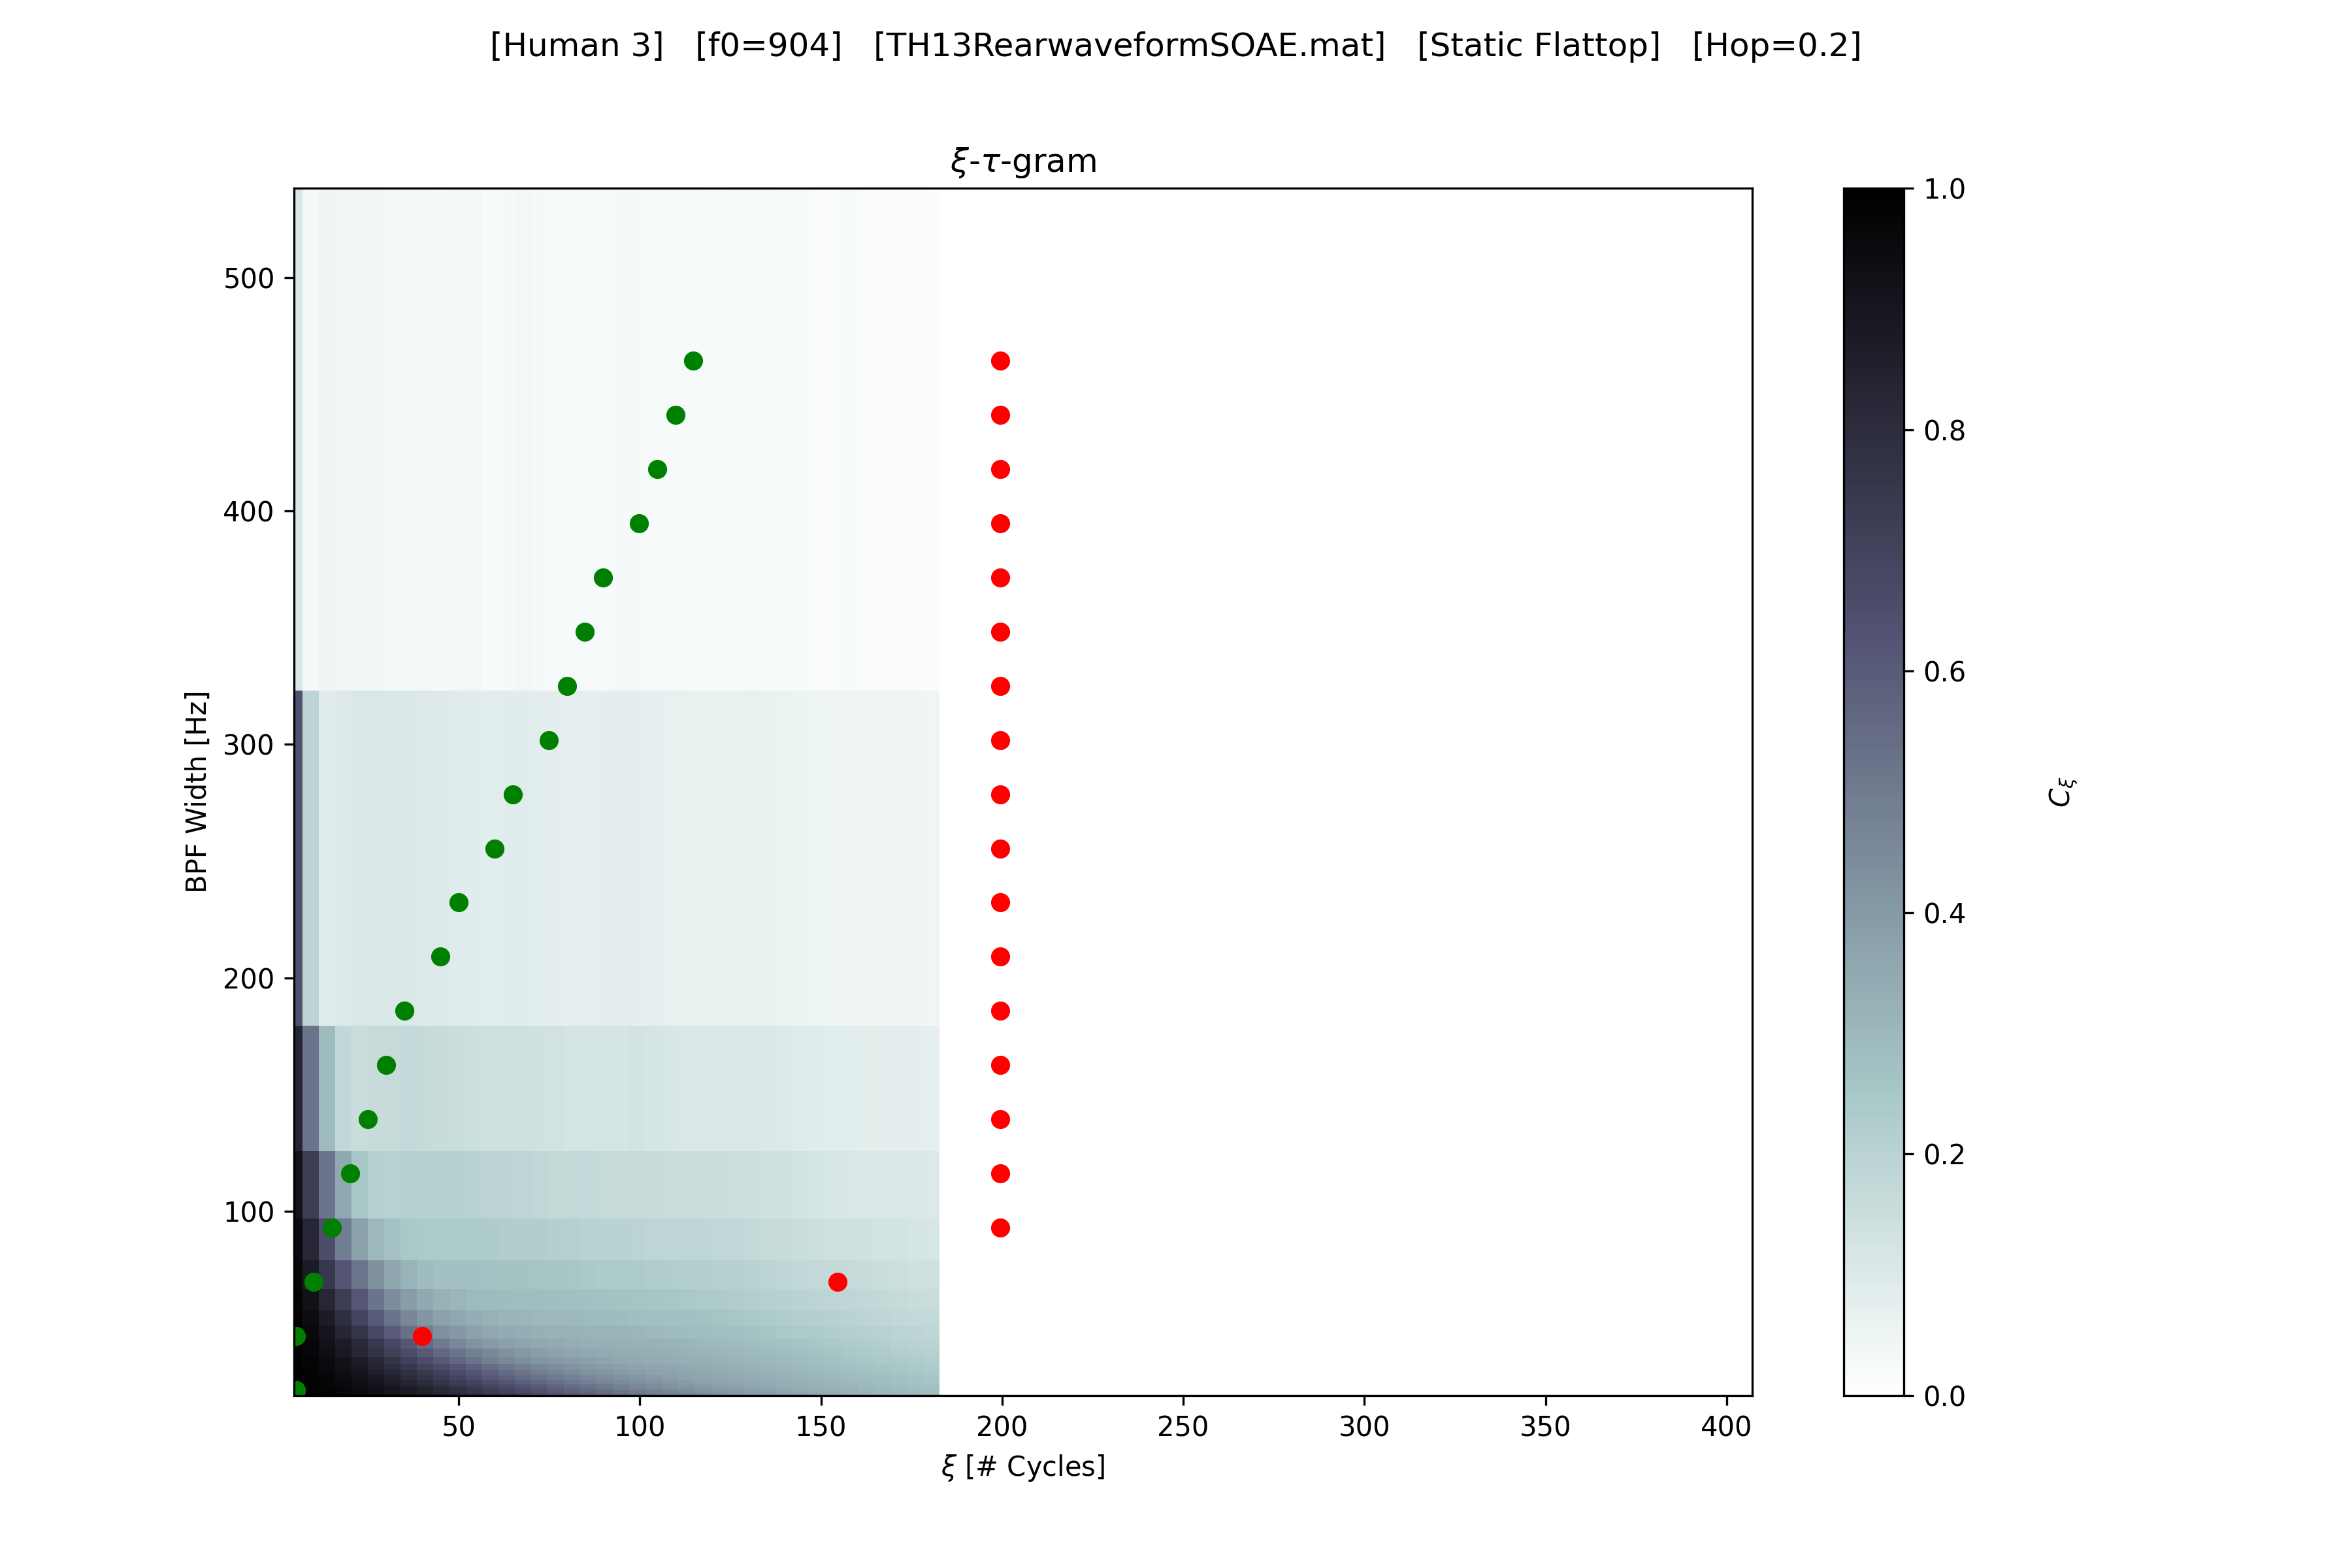 [Human 3]   [f0=904]   [TH13RearwaveformSOAE.mat]   [Static Flattop]   [Hop=0.2]
ξ-τ-gram
BPF Width [Hz]
500
400
300
200
100
50 100 150 200 250 300 350 400
ξ [# Cycles]
1.0
0.8
0.6
0.4
0.2
0.0
Cξ